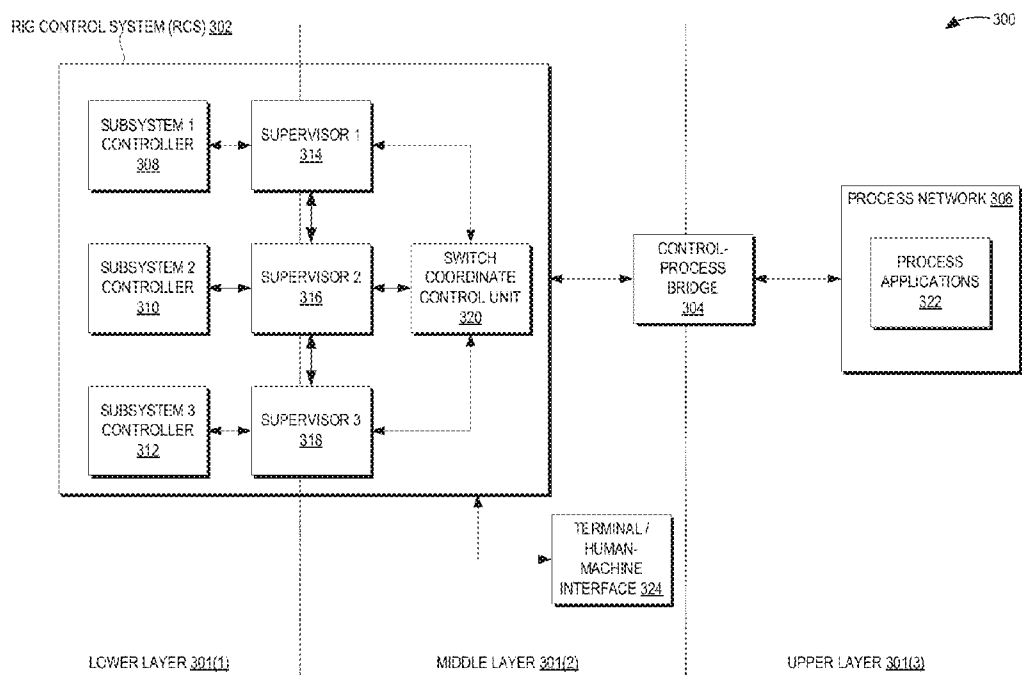 300
RIG CONTROL SYSTEM (RCS) 302
SUBSYSTEM 1
CONTROLLER
308
SUPERVISOR 1
314
SUBSYSTEM 2
CONTROLLER
310
SUPERVISOR 2
316
SWITCH
COORDINATE
CONTROL UNIT
320
SUBSYSTEM 3
CONTROLLER
312
SUPERVISOR 3
318
CONTROL-
PROCESS
BRIDGE
304
PROCESS NETWORK 306
PROCESS
APPLICATIONS
322
TERMINAL /
HUMAN-
MACHINE
INTERFACE 324
LOWER LAYER 301(1)
MIDDLE LAYER 301(2)
UPPER LAYER 301(3)